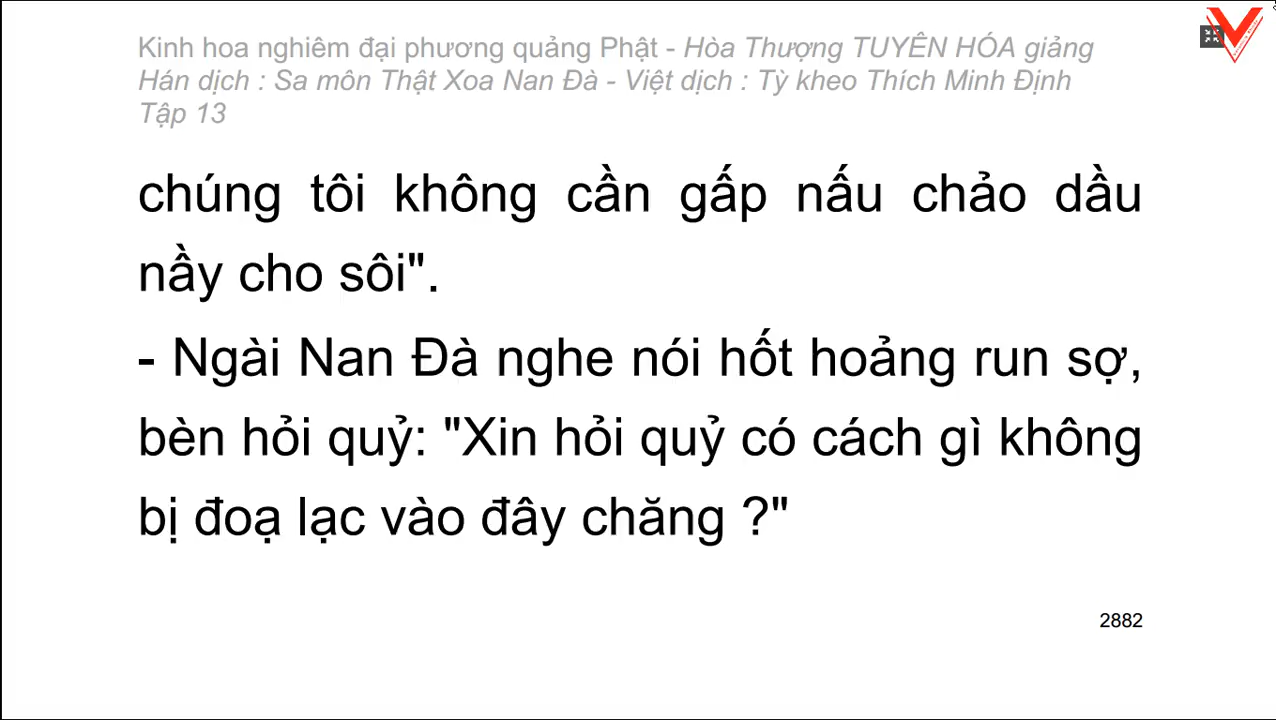 Kinh hoa nghiêm đại phương quảng Phật - Hòa Thượng TUYÊN HÓA giảng
Hán dịch : Sa môn Thật Xoa Nan Đà - Việt dịch : Tỳ kheo Thích Minh Định
Tập 13
chúng tôi không cần gấp nấu chảo dầu
nầy cho sôi".
- Ngài Nan Đà nghe nói hốt hoảng run sợ,
bèn hỏi quỷ: "Xin hỏi quỷ có cách gì không
bị đoạ lạc vào đây chăng ?"
2882